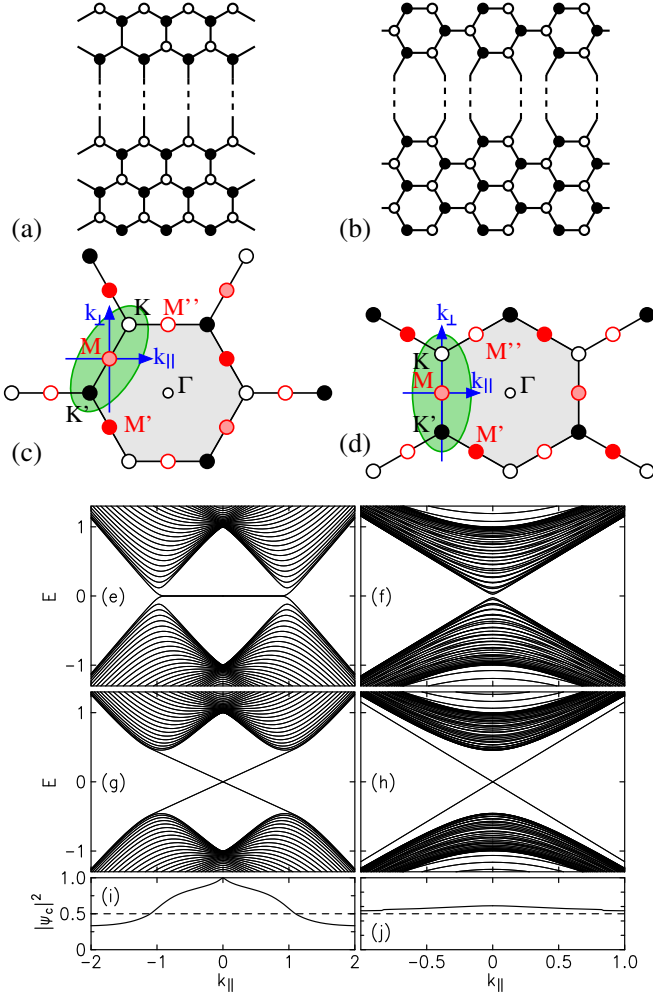 (a)
(b)
(c)
k⊥
K
M''
M
k||
Γ
K'
M'
(d)
k⊥
K
M''
M
k||
Γ
K'
M'
1
E
0
(e)
(f)
-1
1
E
0
(g)
(h)
-1
1.0
|ψc|²
(i)
(j)
0.5
0
-2
-1
0
1
2
-0.5
0
0.5
1.0
k||
k||